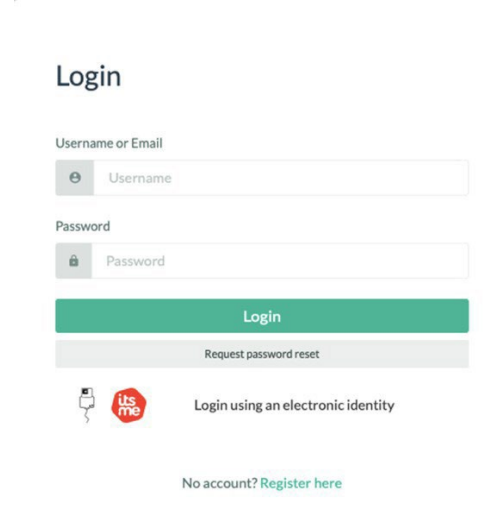 Login
Username or Email
Username
Password
Password
Login
Request password reset
its
me
Login using an electronic identity
No account? Register here